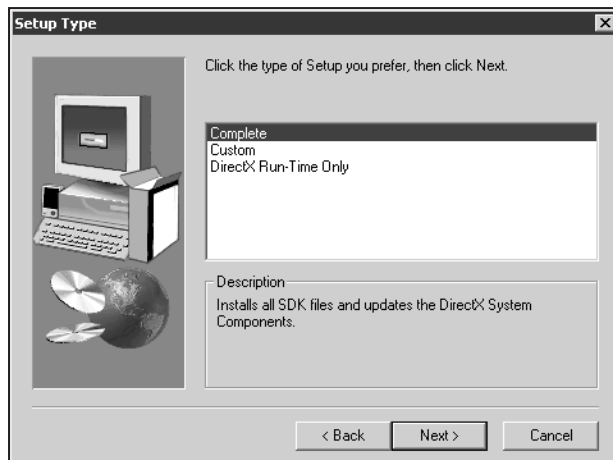 Setup Type
Click the type of Setup you prefer, then click Next.
Complete
Custom
DirectX Run-Time Only
Description
Installs all SDK files and updates the DirectX System
Components.
< Back
Next >
Cancel